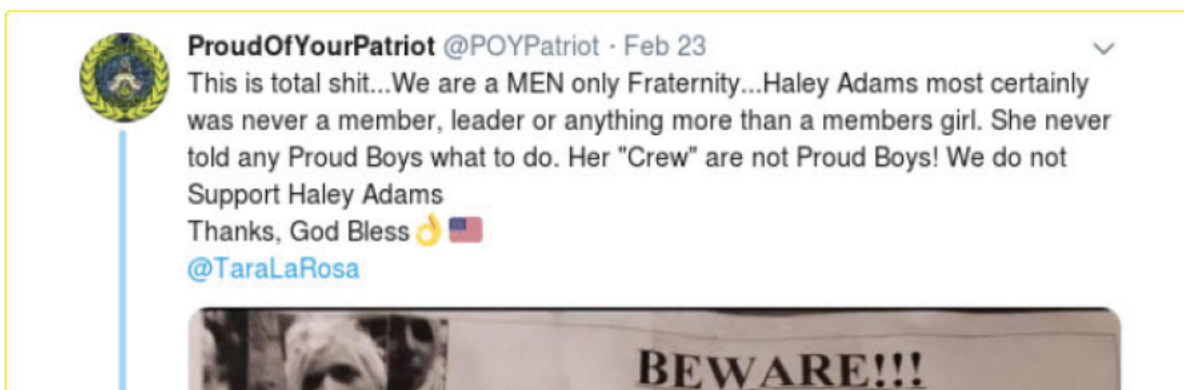 ProudOfYourPatriot @POYPatriot · Feb 23
This is total shit...We are a MEN only Fraternity...Haley Adams most certainly
was never a member, leader or anything more than a members girl. She never
told any Proud Boys what to do. Her "Crew" are not Proud Boys! We do not
Support Haley Adams
Thanks, God Bless👌🇺🇸
@TaraLaRosa
BEWARE!!!